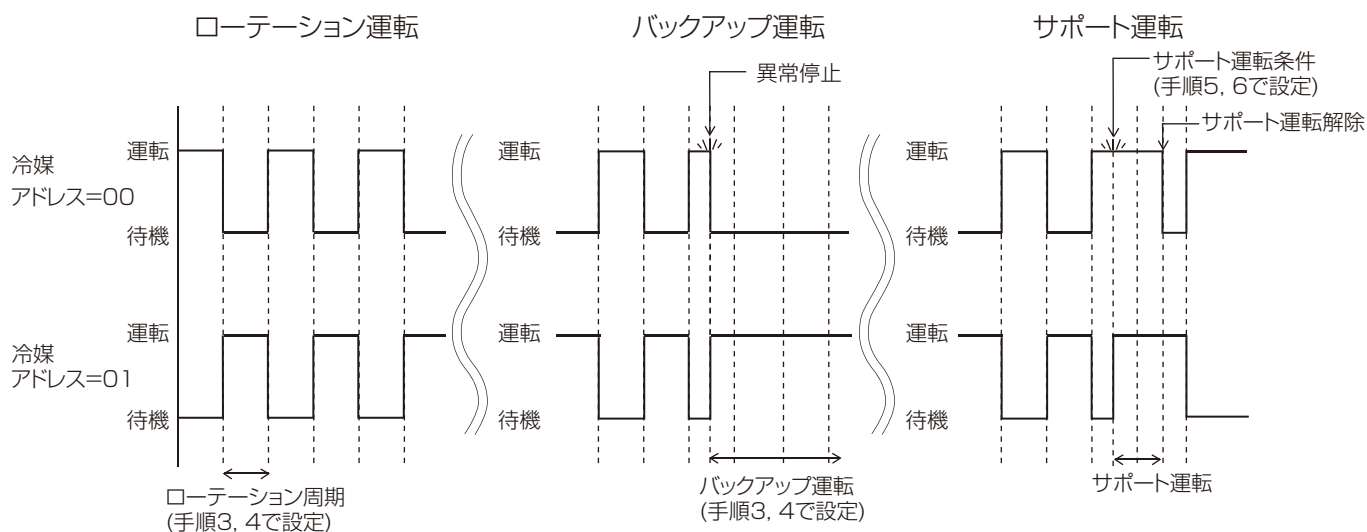 ローテーション運転
バックアップ運転
サポート運転
異常停止
サポート運転条件
(手順5, 6で設定)
サポート運転解除
冷媒
アドレス=00
運転
待機
運転
待機
運転
待機
冷媒
アドレス=01
運転
待機
運転
待機
運転
待機
ローテーション周期
(手順3, 4で設定)
バックアップ運転
(手順3, 4で設定)
サポート運転